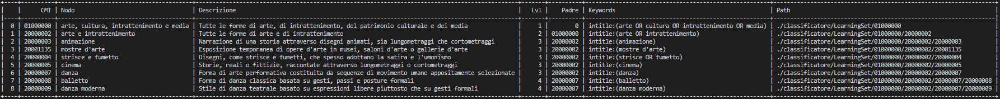 CMT | Nodo | Descrizione | Lvl | Padre | Keywords | Path
0 | 01000000 | arte, cultura, intrattenimento e media | Tutte le forme di arte, di intrattenimento, del patrimonio culturale e dei media | 1 | 0 | intitle:(arte OR cultura OR intrattenimento OR media) | ./classificatore/LearningSet/01000000
1 | 20000002 | arte e intrattenimento | Tutte le forme di arte e di intrattenimento | 2 | 01000000 | intitle:(arte OR intrattenimento) | ./classificatore/LearningSet/01000000/20000002
2 | 20000003 | animazione | Narrazione di una storia attraverso disegni animati, sia lungometraggi che cortometraggi | 3 | 20000002 | intitle:(animazione) | ./classificatore/LearningSet/01000000/20000002/20000003
3 | 20001135 | mostre d'arte | Esposizione temporanea di opere d'arte in musei, saloni d'arte o gallerie d'arte | 3 | 20000002 | intitle:(mostre d'arte) | ./classificatore/LearningSet/01000000/20000002/20001135
4 | 20000004 | strisce e fumetto | Disegni, come strisce e fumetti, che spesso adottano la satira e l'umonismo | 3 | 20000002 | intitle:(strisce OR fumetto) | ./classificatore/LearningSet/01000000/20000002/20000004
5 | 20000005 | cinema | Storie, reali o fittizie, raccontate attraverso lungometraggi o cortometraggi | 3 | 20000002 | intitle:(cinema) | ./classificatore/LearningSet/01000000/20000002/20000005
6 | 20000007 | danza | Forma di arte performativa costituita da sequenze di movimento umano appositamente selezionate | 3 | 20000002 | intitle:(danza) | ./classificatore/LearningSet/01000000/20000002/20000007
7 | 20000008 | balletto | Forma di danza classica basata su gesti, passi e posture formali | 4 | 20000007 | intitle:(balletto) | ./classificatore/LearningSet/01000000/20000002/20000007/20000008
8 | 20000009 | danza moderna | Stile di danza teatrale basato su espressioni libere piuttosto che su gesti formali | 4 | 20000007 | intitle:(danza moderna) | ./classificatore/LearningSet/01000000/20000002/20000007/20000009